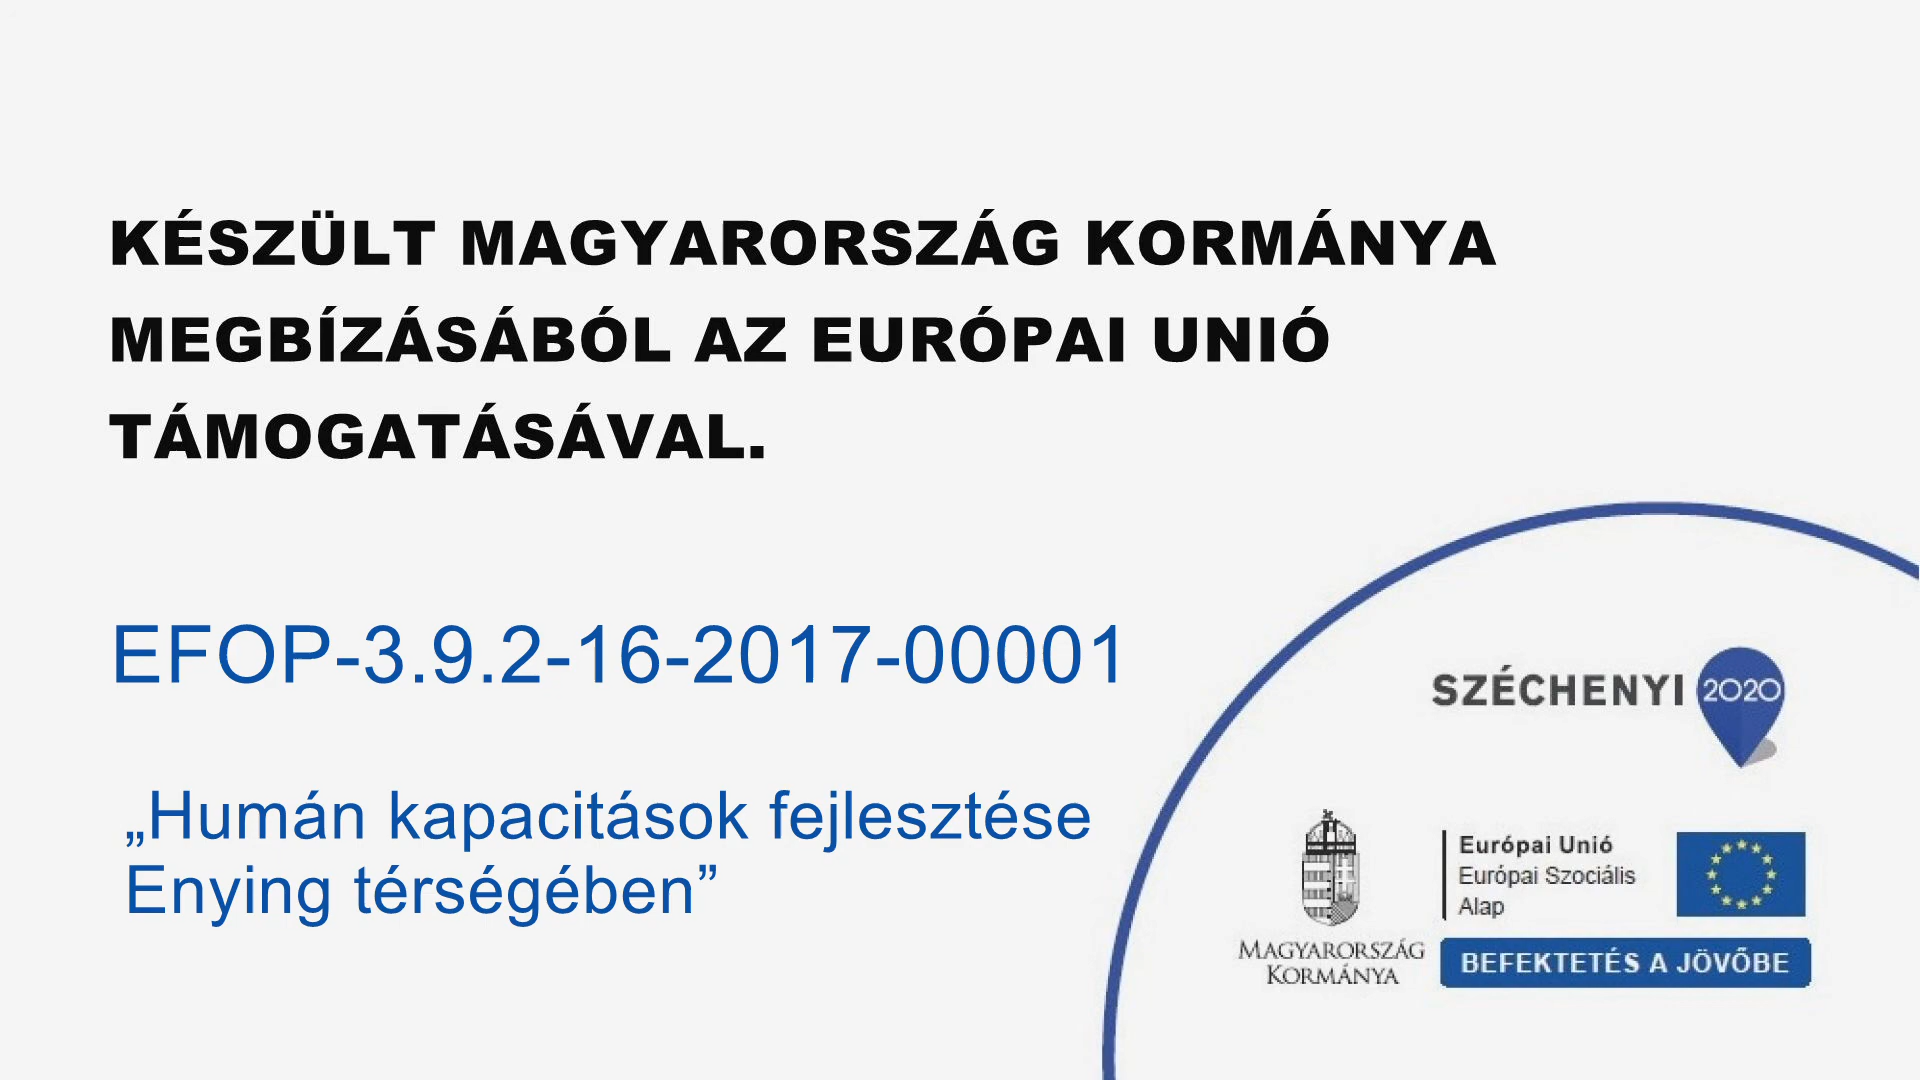 KÉSZÜLT MAGYARORSZÁG KORMÁNYA
MEGBÍZÁSÁBÓL AZ EURÓPAI UNIÓ
TÁMOGATÁSÁVAL.
EFOP-3.9.2-16-2017-00001
„Humán kapacitások fejlesztése
Enying térségében”
SZÉCHENYI 2020
Európai Unió
Európai Szociális
Alap
MAGYARORSZÁG
KORMÁNYA
BEFEKTETÉS A JÖVŐBE